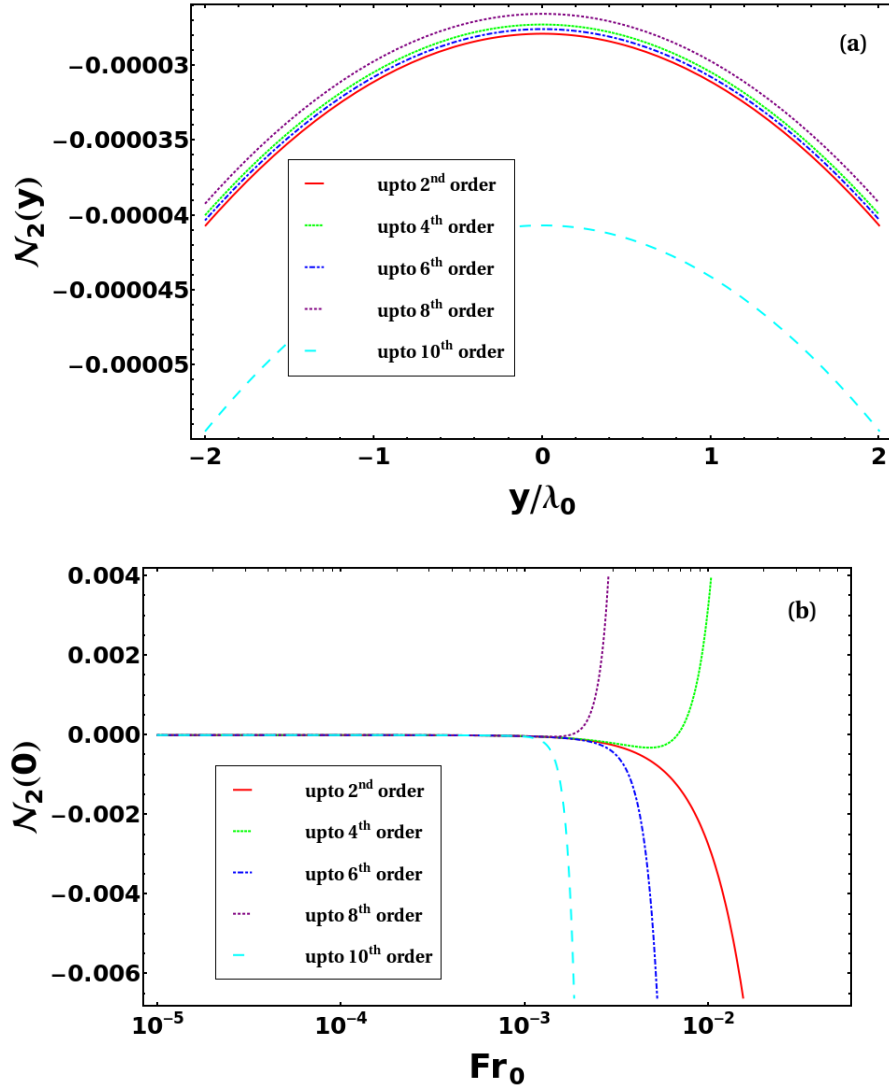 (a)
−0.00003
−0.000035
−0.00004
−0.000045
−0.00005
𝒩₂(y)
upto 2ⁿᵈ order
upto 4ᵗʰ order
upto 6ᵗʰ order
upto 8ᵗʰ order
upto 10ᵗʰ order
−2 −1 0 1 2
y/λ₀
(b)
0.004
0.002
0.000
−0.002
−0.004
−0.006
𝒩₂(0)
upto 2ⁿᵈ order
upto 4ᵗʰ order
upto 6ᵗʰ order
upto 8ᵗʰ order
upto 10ᵗʰ order
10⁻⁵ 10⁻⁴ 10⁻³ 10⁻²
Fr₀